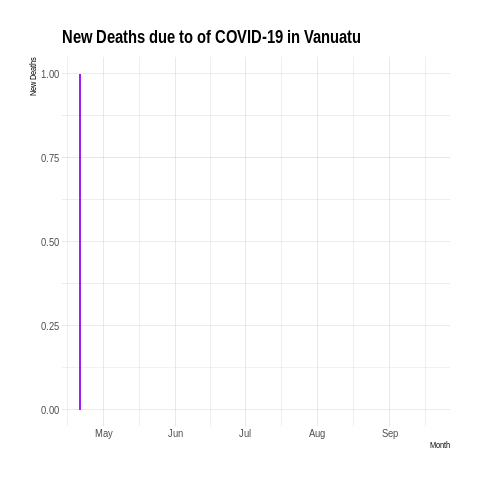 New Deaths due to of COVID-19 in Vanuatu
New Deaths
1.00
0.75
0.50
0.25
0.00
May Jun Jul Aug Sep
Month